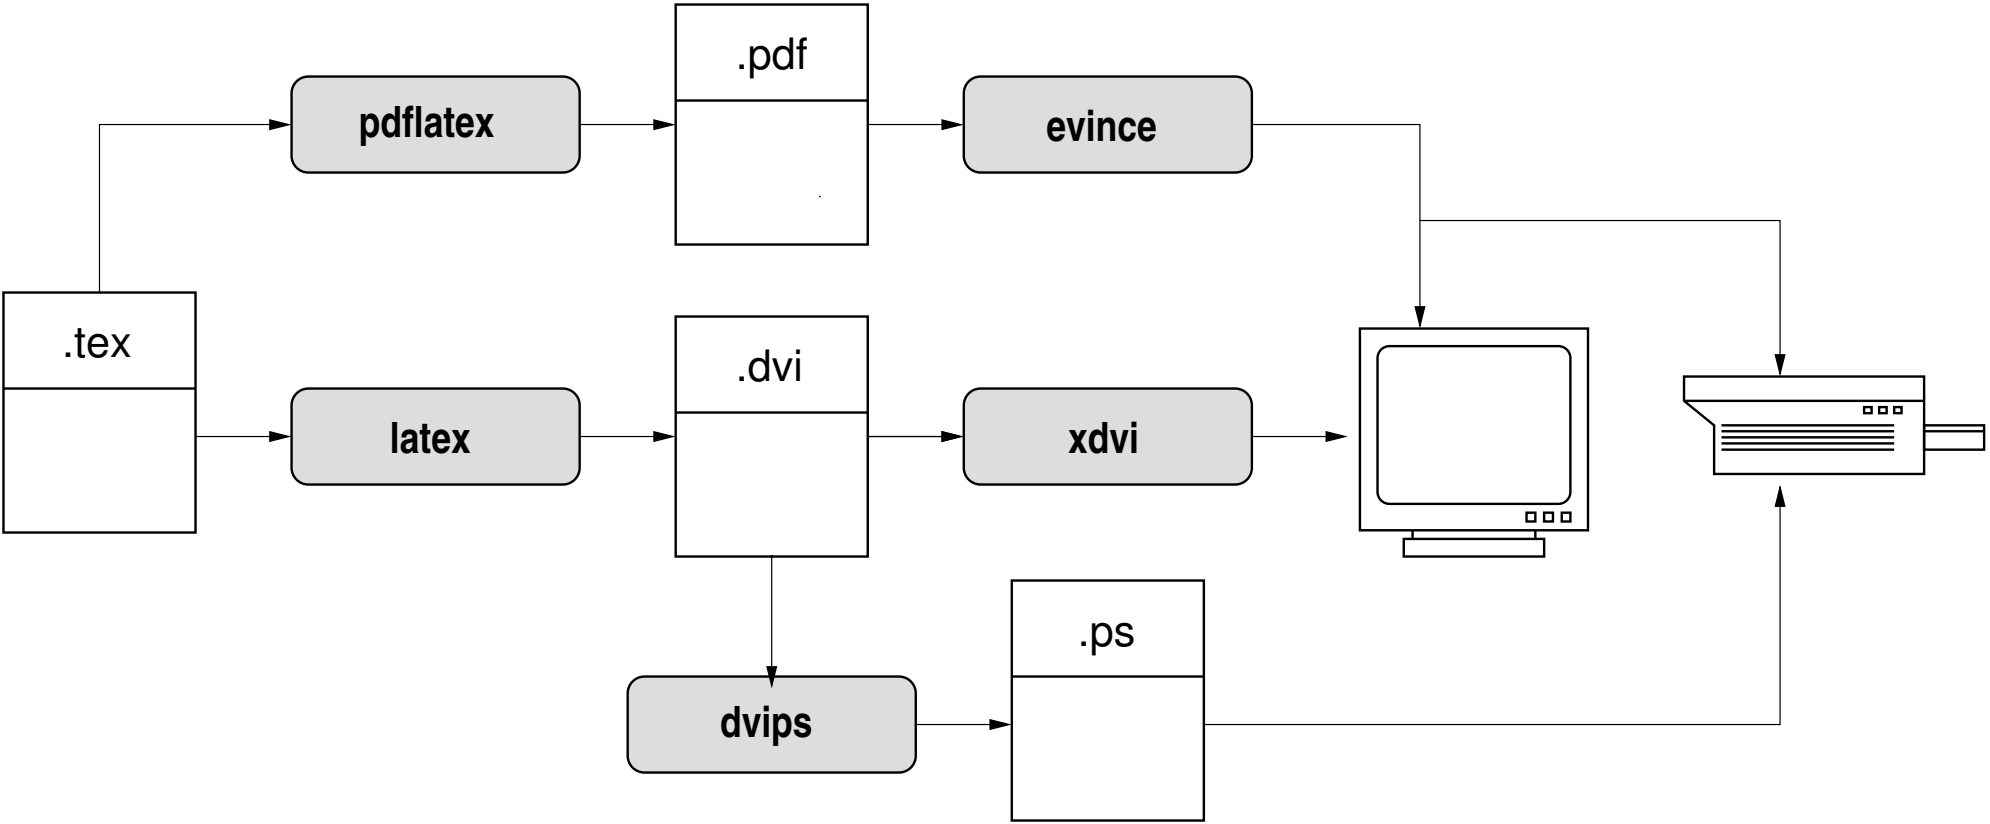 .pdf
pdflatex
evince
.tex
.dvi
latex
xdvi
.ps
dvips